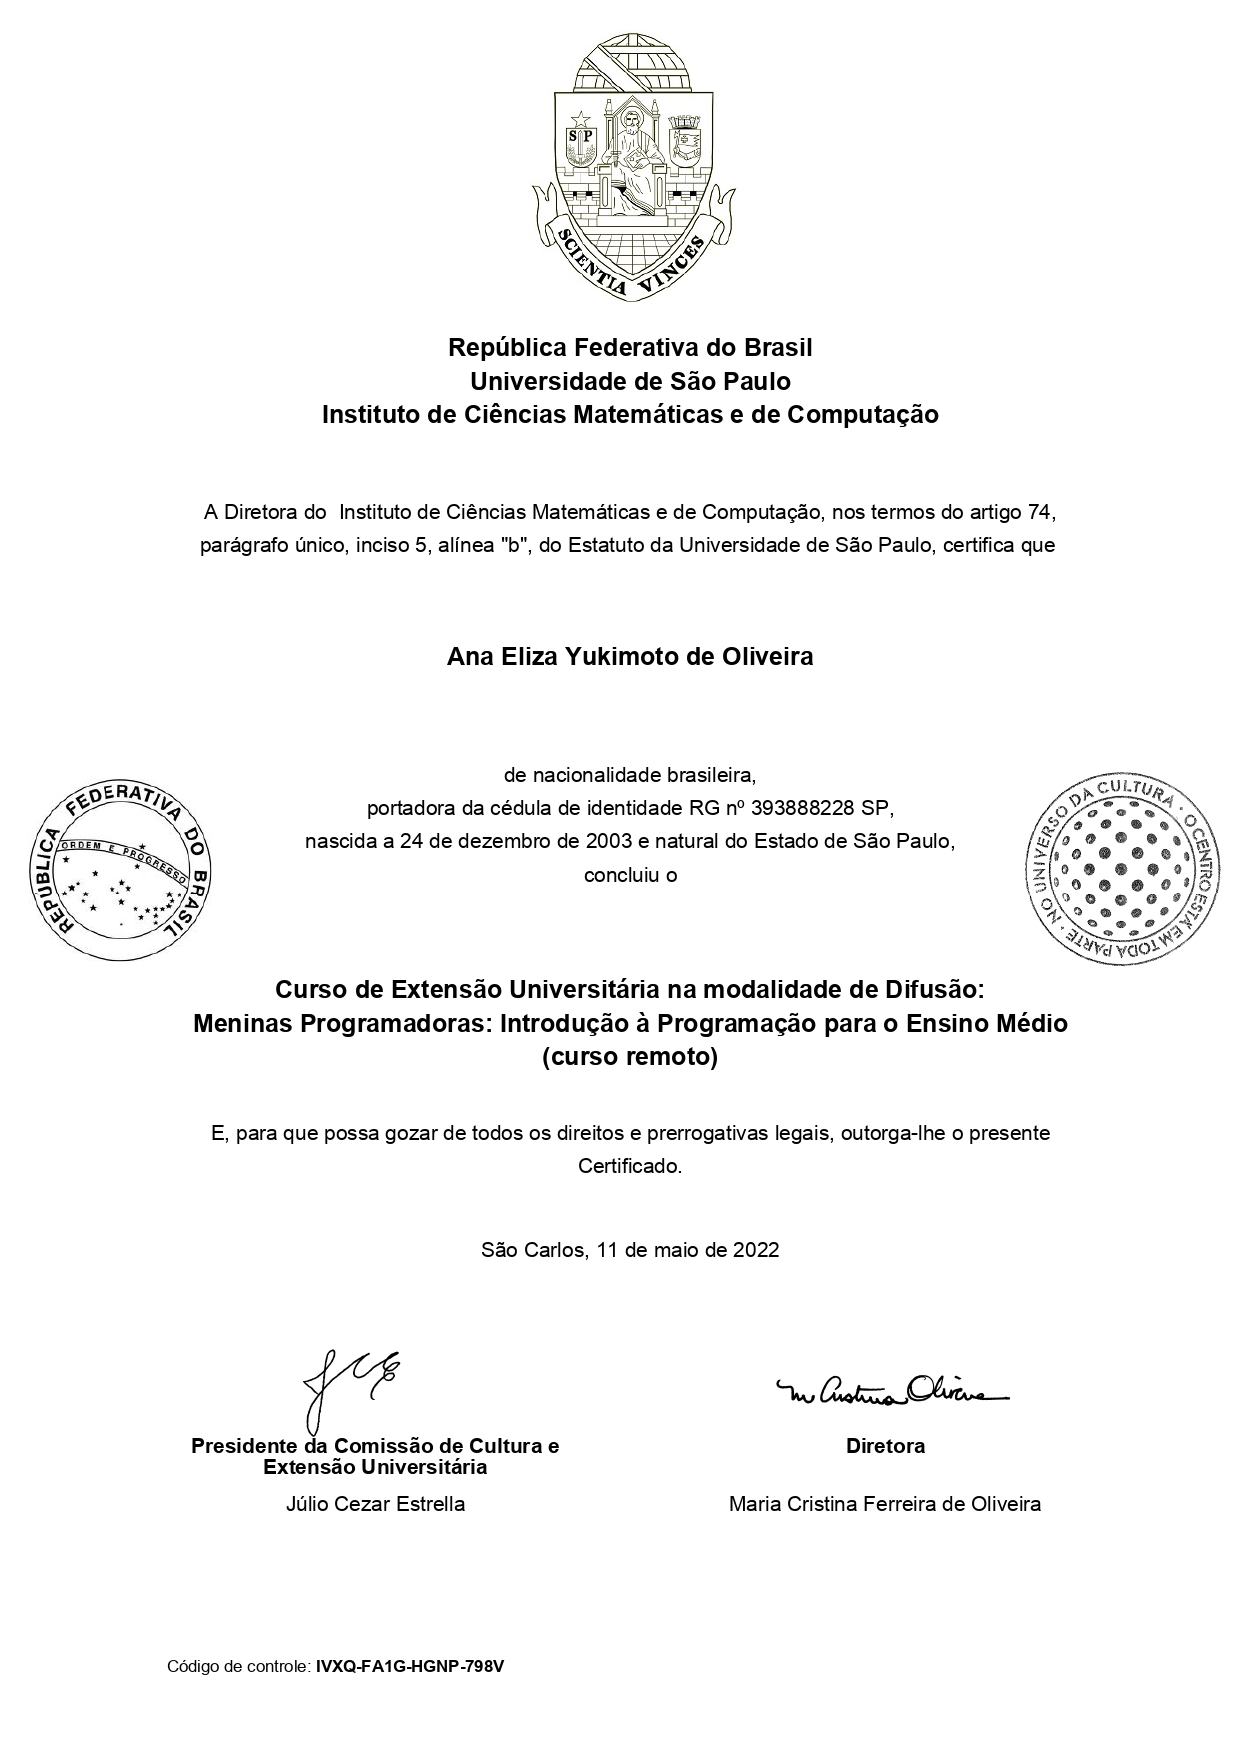 S P
SCIENTIA VINCES
República Federativa do Brasil
Universidade de São Paulo
Instituto de Ciências Matemáticas e de Computação
A Diretora do  Instituto de Ciências Matemáticas e de Computação, nos termos do artigo 74,
parágrafo único, inciso 5, alínea "b", do Estatuto da Universidade de São Paulo, certifica que
Ana Eliza Yukimoto de Oliveira
de nacionalidade brasileira,
portadora da cédula de identidade RG nº 393888228 SP,
nascida a 24 de dezembro de 2003 e natural do Estado de São Paulo,
concluiu o
REPUBLICA FEDERATIVA DO BRASIL
ORDEM E PROGRESSO
NO UNIVERSO DA CULTURA · O CENTRO ESTA EM TODA PARTE ·
Curso de Extensão Universitária na modalidade de Difusão:
Meninas Programadoras: Introdução à Programação para o Ensino Médio
(curso remoto)
E, para que possa gozar de todos os direitos e prerrogativas legais, outorga-lhe o presente
Certificado.
São Carlos, 11 de maio de 2022
JCE
M Cristina Oliveira
Presidente da Comissão de Cultura e
Extensão Universitária
Júlio Cezar Estrella
Diretora
Maria Cristina Ferreira de Oliveira
Código de controle: IVXQ-FA1G-HGNP-798V